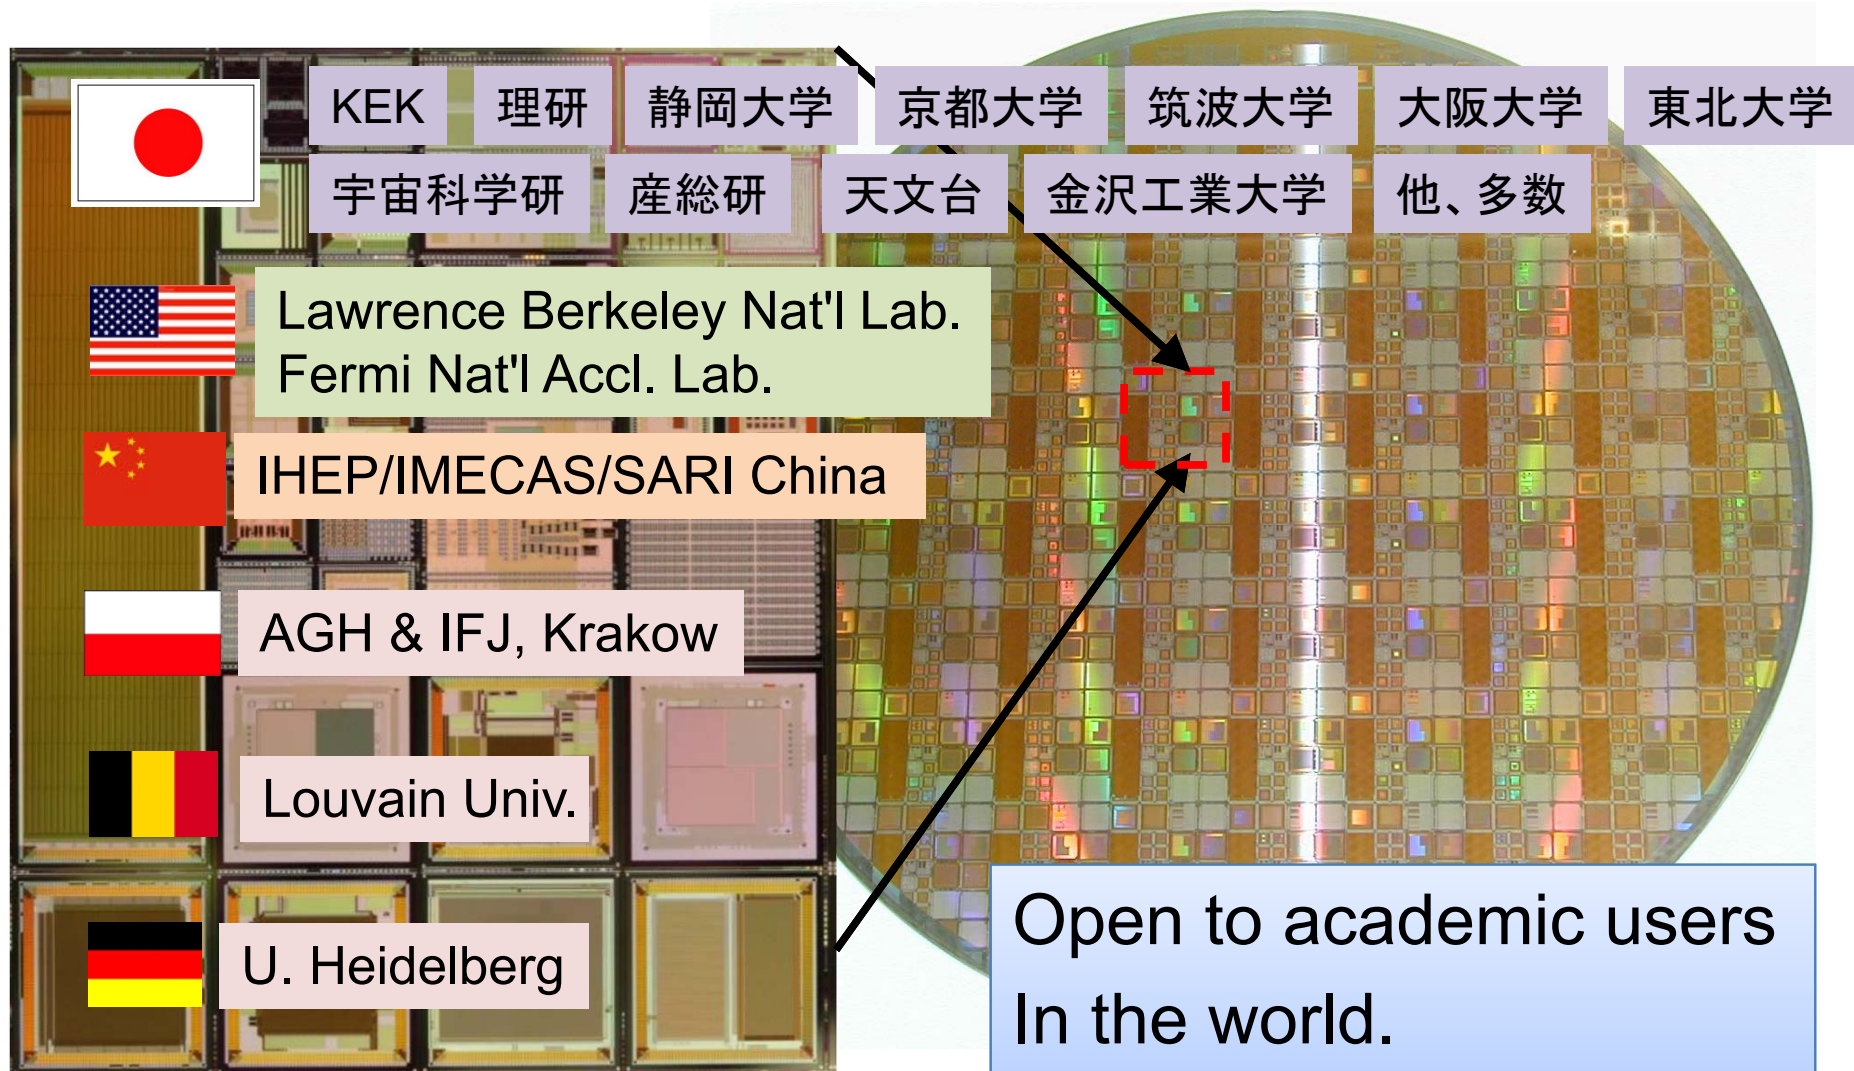 KEK 理研 静岡大学 京都大学 筑波大学 大阪大学 東北大学
宇宙科学研 産総研 天文台 金沢工業大学 他、多数
Lawrence Berkeley Nat'l Lab.
Fermi Nat'l Accl. Lab.
IHEP/IMECAS/SARI China
AGH & IFJ, Krakow
Louvain Univ.
U. Heidelberg
Open to academic users
In the world.